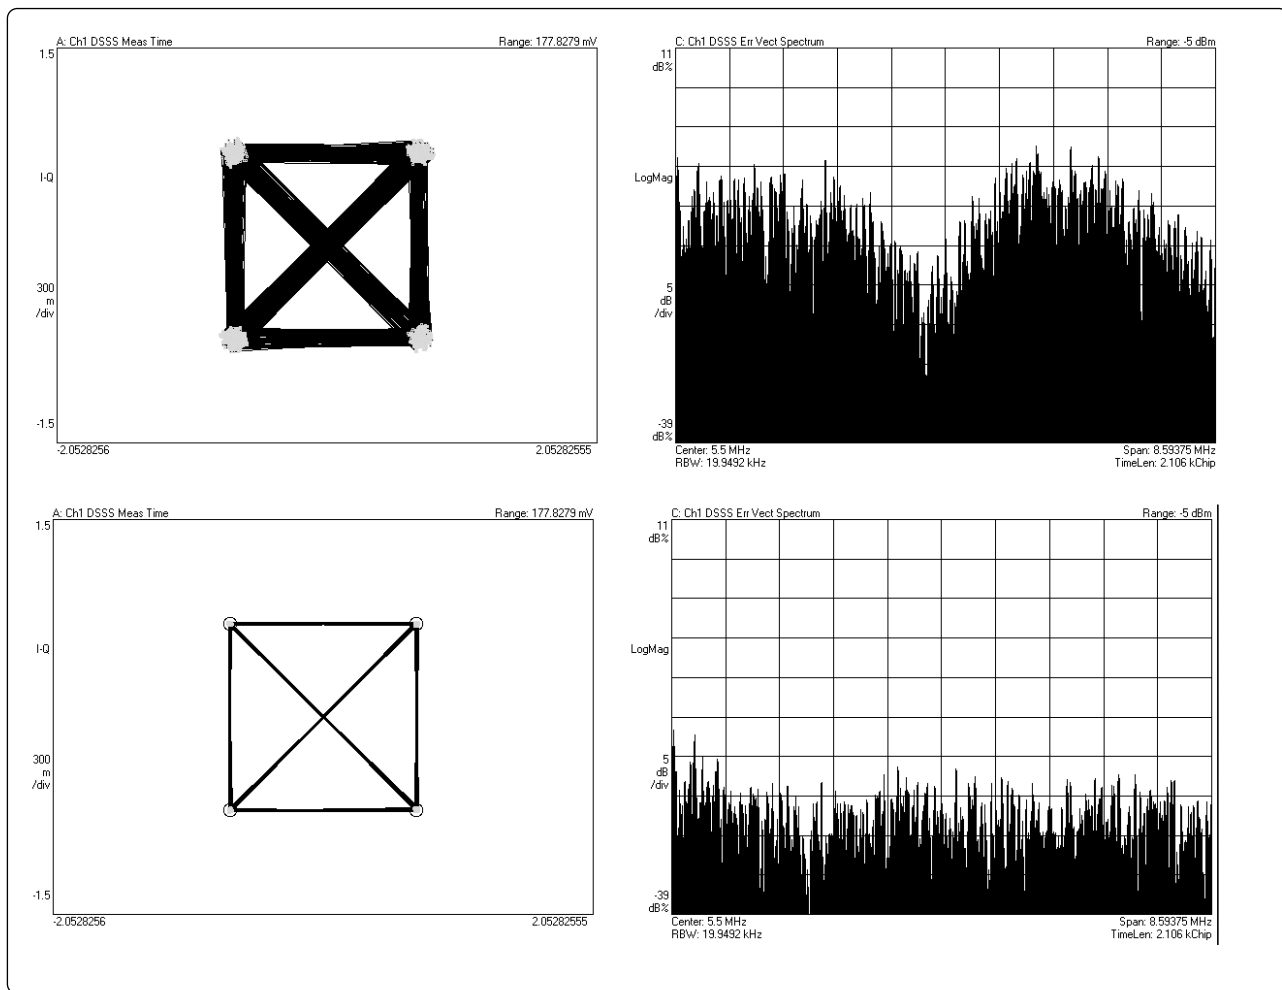 A: Ch1 DSSS Meas Time
Range: 177.8279 mV
1.5
I-Q
300
m
/div
-1.5
-2.0528256
2.05282555
C: Ch1 DSSS Err Vect Spectrum
Range: -5 dBm
11
dB%
LogMag
5
dB
/div
-39
dB%
Center: 5.5 MHz
Span: 8.59375 MHz
RBW: 19.9492 kHz
TimeLen: 2.106 kChip
A: Ch1 DSSS Meas Time
Range: 177.8279 mV
1.5
I-Q
300
m
/div
-1.5
-2.0528256
2.05282555
C: Ch1 DSSS Err Vect Spectrum
Range: -5 dBm
11
dB%
LogMag
5
dB
/div
-39
dB%
Center: 5.5 MHz
Span: 8.59375 MHz
RBW: 19.9492 kHz
TimeLen: 2.106 kChip